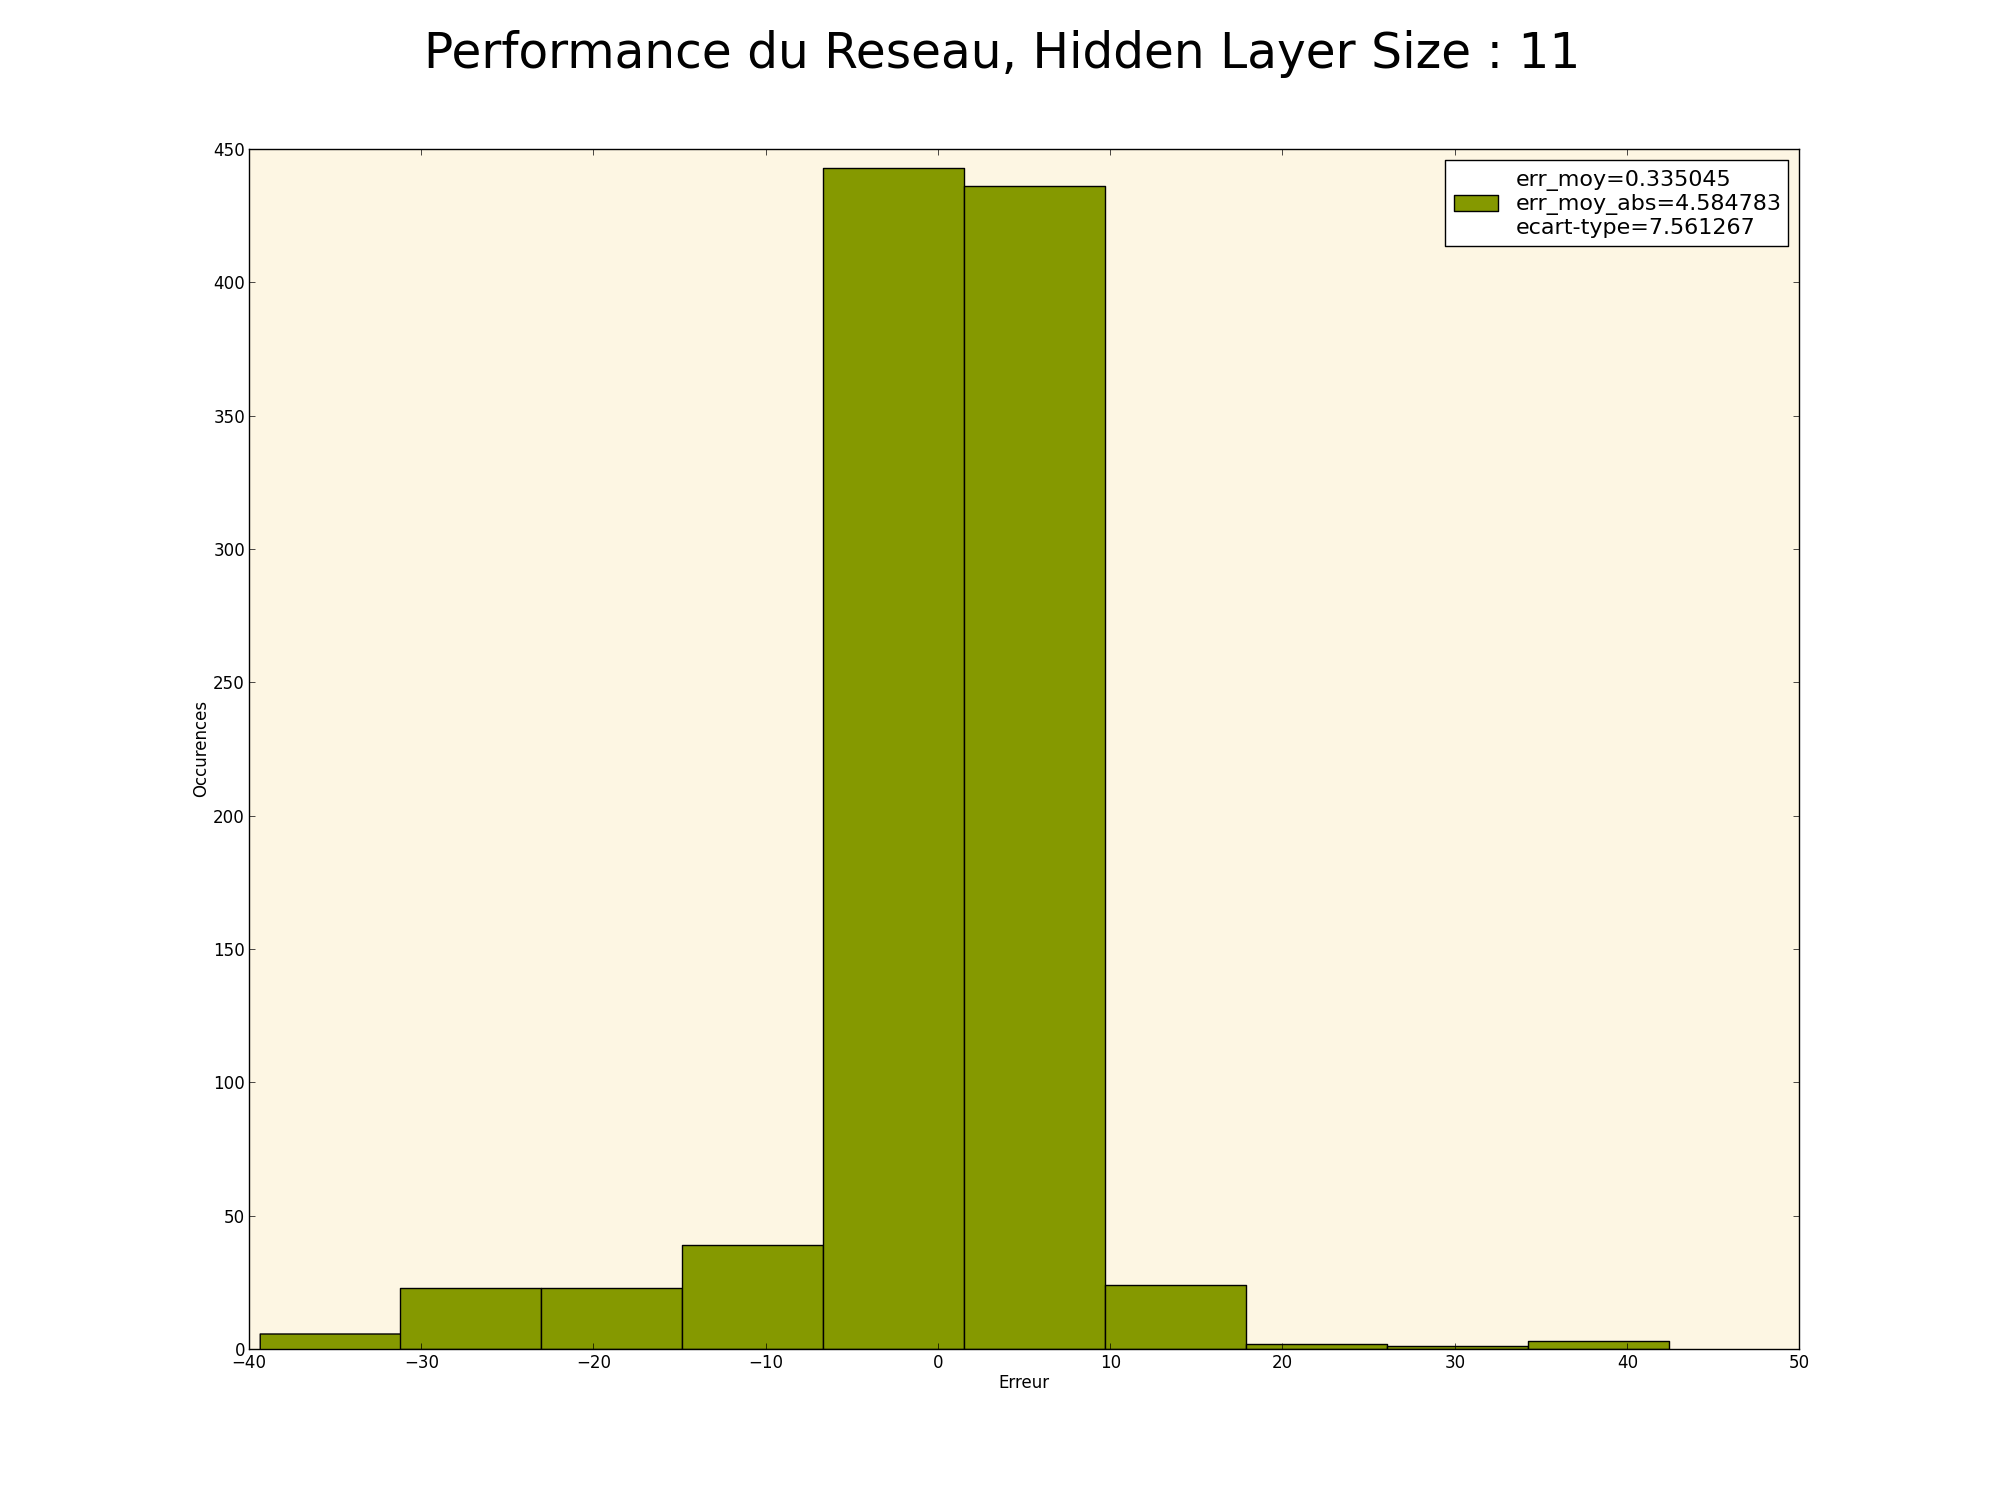 Performance du Reseau, Hidden Layer Size : 11
450
400
350
300
250
200
150
100
50
0
Occurences
err_moy=0.335045
err_moy_abs=4.584783
ecart-type=7.561267
−40 −30 −20 −10 0 10 20 30 40 50
Erreur